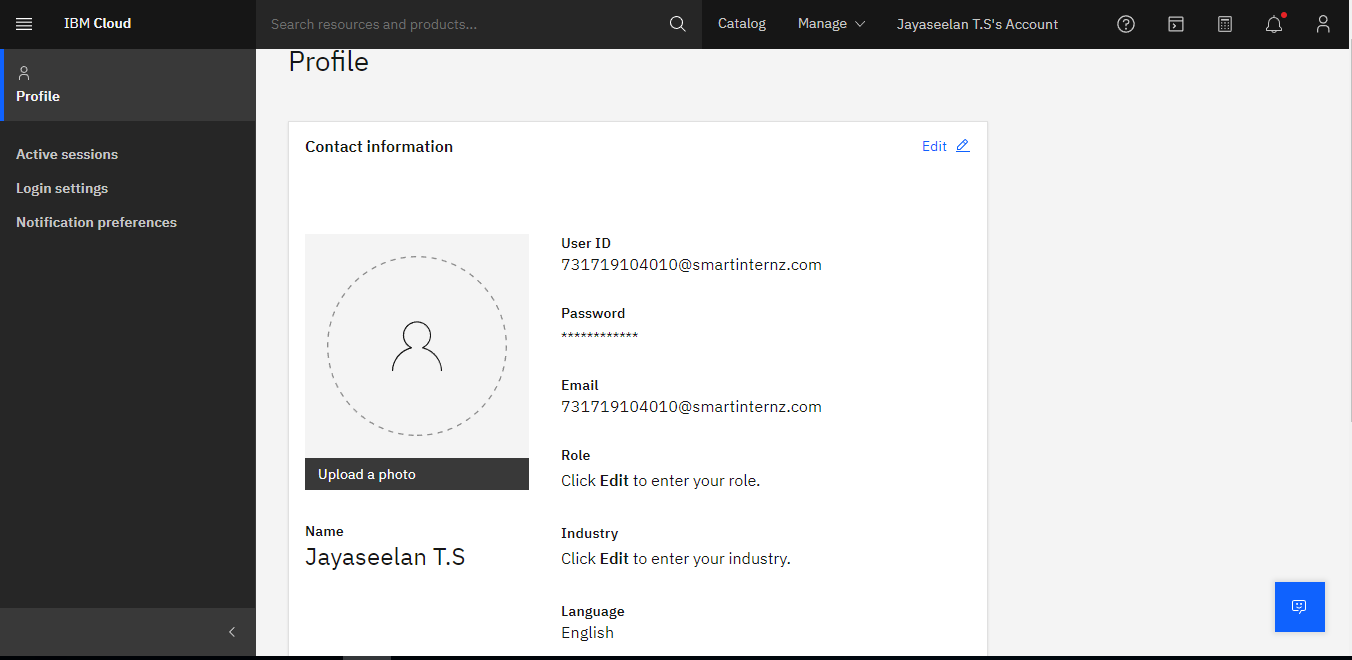 IBM Cloud
Search resources and products...
Catalog
Manage
Jayaseelan T.S's Account
Profile
Active sessions
Login settings
Notification preferences
Profile
Contact information
Edit
Upload a photo
Name
Jayaseelan T.S
User ID
731719104010@smartinternz.com
Password
************
Email
731719104010@smartinternz.com
Role
Click Edit to enter your role.
Industry
Click Edit to enter your industry.
Language
English